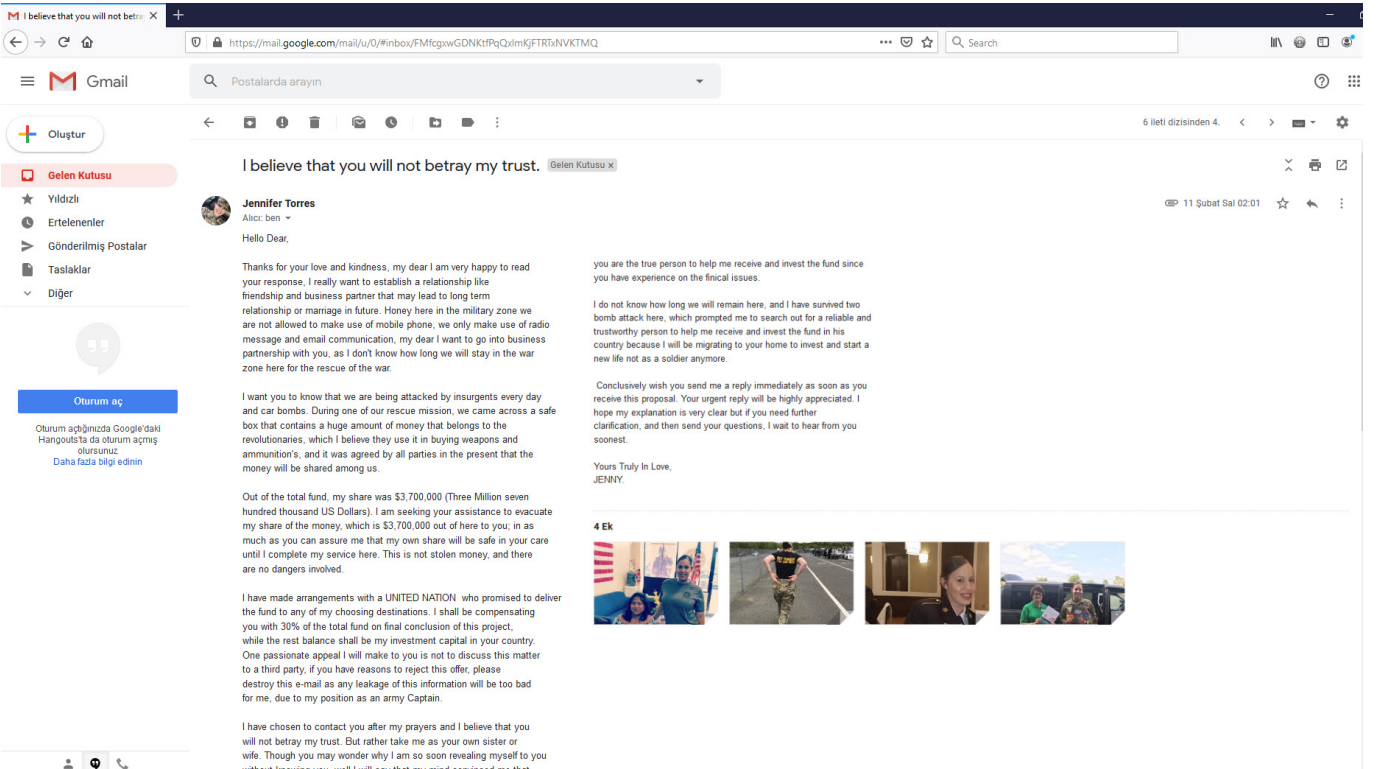 I believe that you will not betra
https://mail.google.com/mail/u/0/#inbox/FMfcgxwGDNKtfPqQxlmKjFTRTxNVKTMQ
Search
Gmail
Postalarda arayın
Oluştur
6 ileti dizisinden 4.
Gelen Kutusu
Yıldızlı
Ertelenenler
Gönderilmiş Postalar
Taslaklar
Diğer
Oturum aç
Oturum açtığınızda Google'daki
Hangouts'ta da oturum açmış
olursunuz
Daha fazla bilgi edinin
I believe that you will not betray my trust. Gelen Kutusu x
Jennifer Torres
11 Şubat Sal 02:01
Alıcı: ben
Hello Dear,
Thanks for your love and kindness, my dear I am very happy to read
your response, I really want to establish a relationship like
friendship and business partner that may lead to long term
relationship or marriage in future. Honey here in the military zone we
are not allowed to make use of mobile phone, we only make use of radio
message and email communication, my dear I want to go into business
partnership with you, as I don't know how long we will stay in the war
zone here for the rescue of the war.
I want you to know that we are being attacked by insurgents every day
and car bombs. During one of our rescue mission, we came across a safe
box that contains a huge amount of money that belongs to the
revolutionaries, which I believe they use it in buying weapons and
ammunition's, and it was agreed by all parties in the present that the
money will be shared among us.
Out of the total fund, my share was $3,700,000 (Three Million seven
hundred thousand US Dollars). I am seeking your assistance to evacuate
my share of the money, which is $3,700,000 out of here to you; in as
much as you can assure me that my own share will be safe in your care
until I complete my service here. This is not stolen money, and there
are no dangers involved.
I have made arrangements with a UNITED NATION who promised to deliver
the fund to any of my choosing destinations. I shall be compensating
you with 30% of the total fund on final conclusion of this project,
while the rest balance shall be my investment capital in your country.
One passionate appeal I will make to you is not to discuss this matter
to a third party, if you have reasons to reject this offer, please
destroy this e-mail as any leakage of this information will be too bad
for me, due to my position as an army Captain.
I have chosen to contact you after my prayers and I believe that you
will not betray my trust. But rather take me as your own sister or
wife. Though you may wonder why I am so soon revealing myself to you
without knowing you, well I will say that my mind convinced me that
you are the true person to help me receive and invest the fund since
you have experience on the finical issues.
I do not know how long we will remain here, and I have survived two
bomb attack here, which prompted me to search out for a reliable and
trustworthy person to help me receive and invest the fund in his
country because I will be migrating to your home to invest and start a
new life not as a soldier anymore.
Conclusively wish you send me a reply immediately as soon as you
receive this proposal. Your urgent reply will be highly appreciated. I
hope my explanation is very clear but if you need further
clarification, and then send your questions, I wait to hear from you
soonest.
Yours Truly In Love,
JENNY.
4 Ek